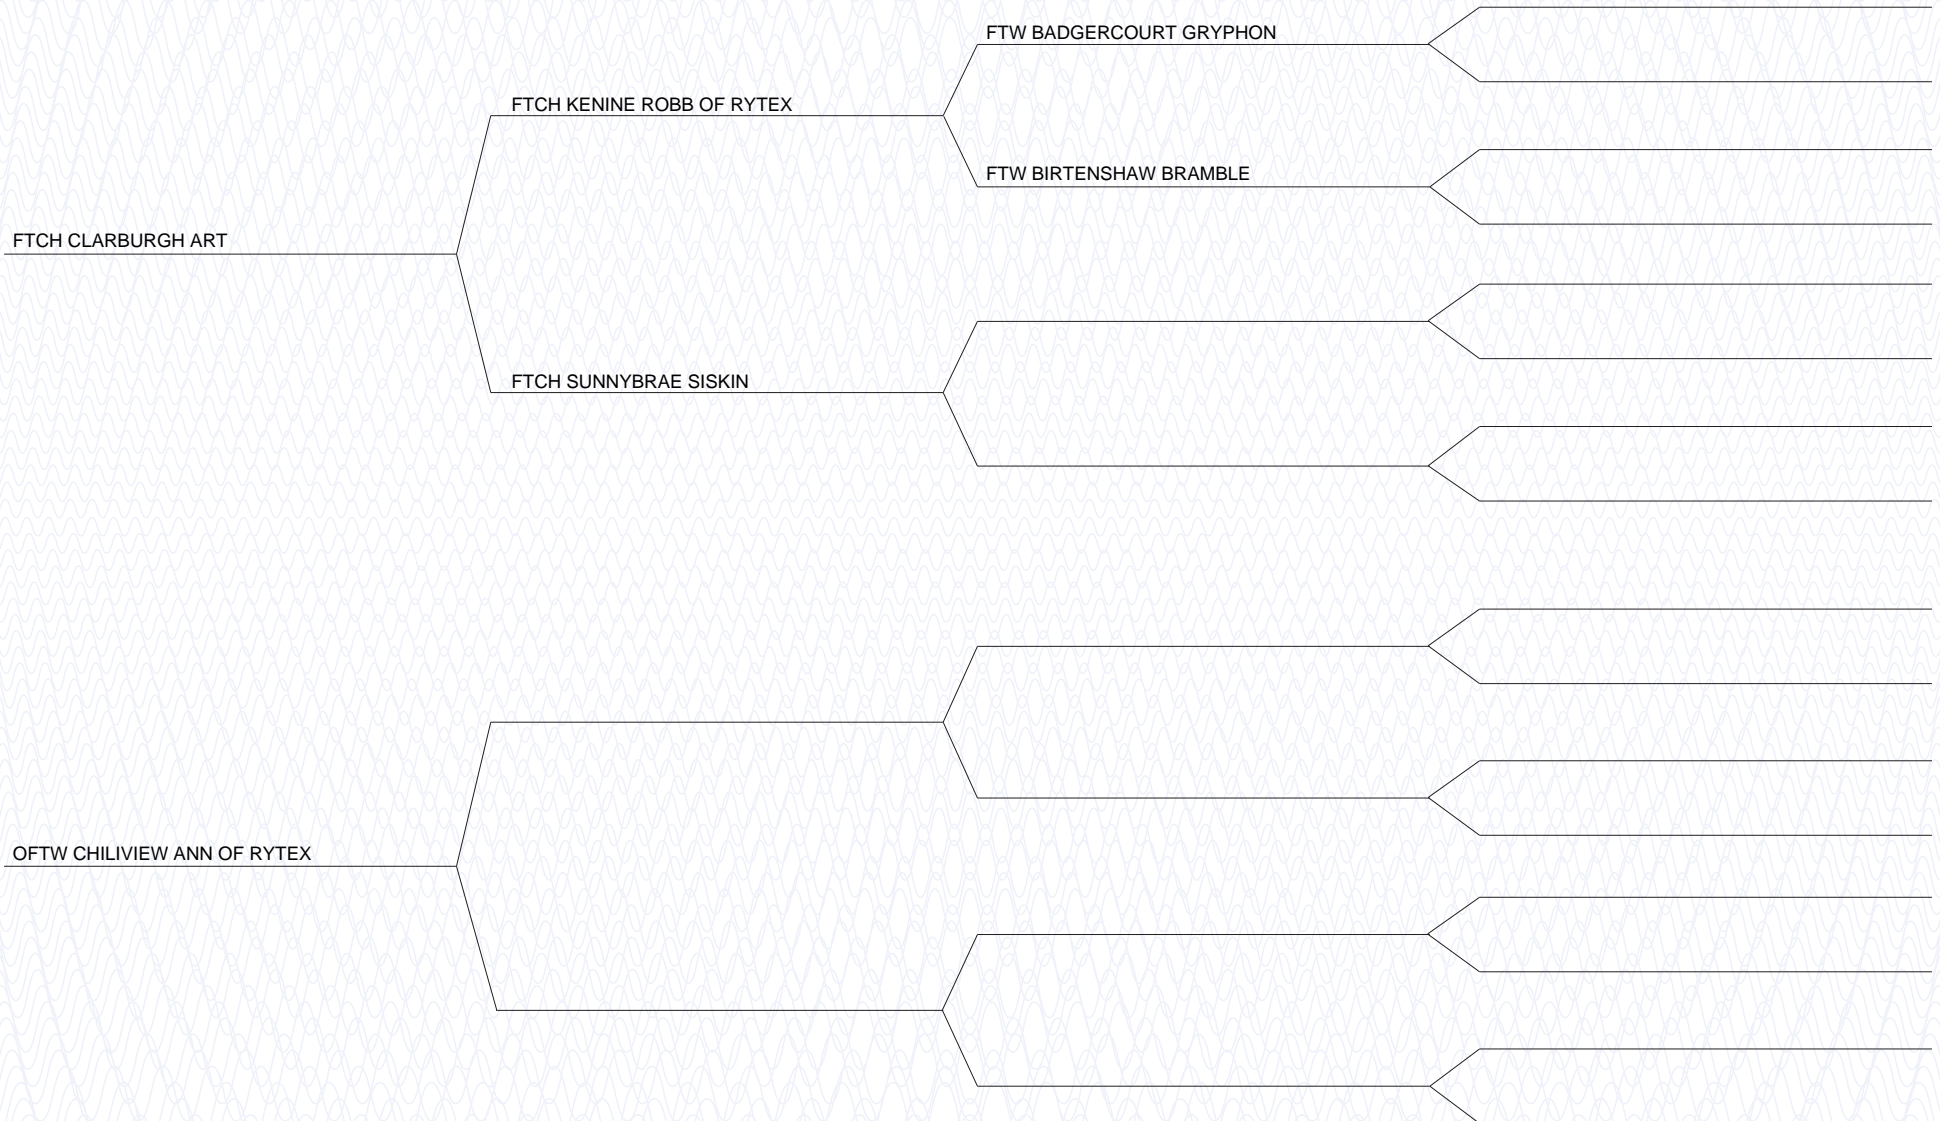 FTW BADGERCOURT GRYPHON
FTCH KENINE ROBB OF RYTEX
FTW BIRTENSHAW BRAMBLE
FTCH CLARBURGH ART
FTCH SUNNYBRAE SISKIN
OFTW CHILIVIEW ANN OF RYTEX